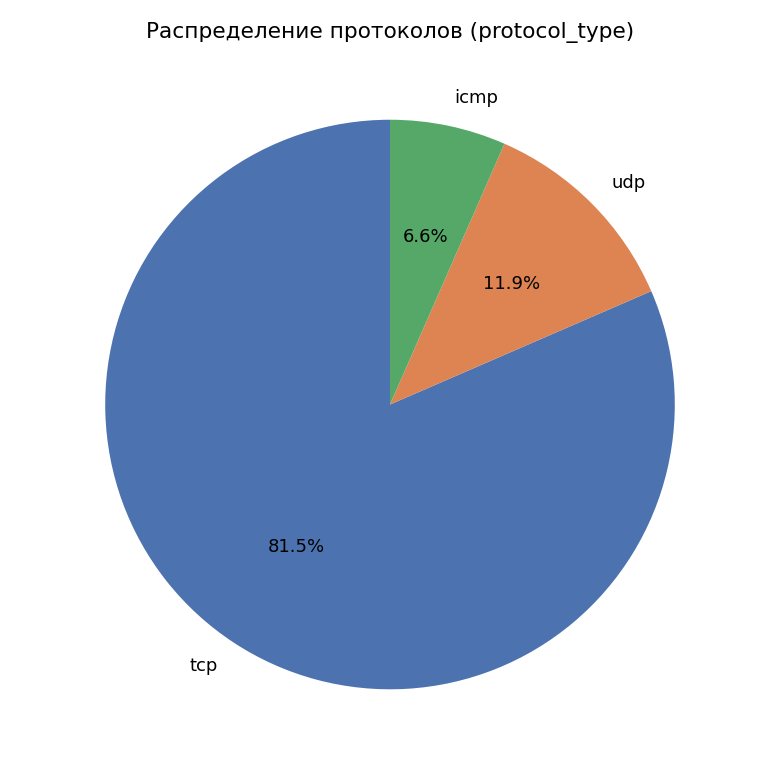 Распределение протоколов (protocol_type)
icmp
udp
6.6%
11.9%
81.5%
tcp